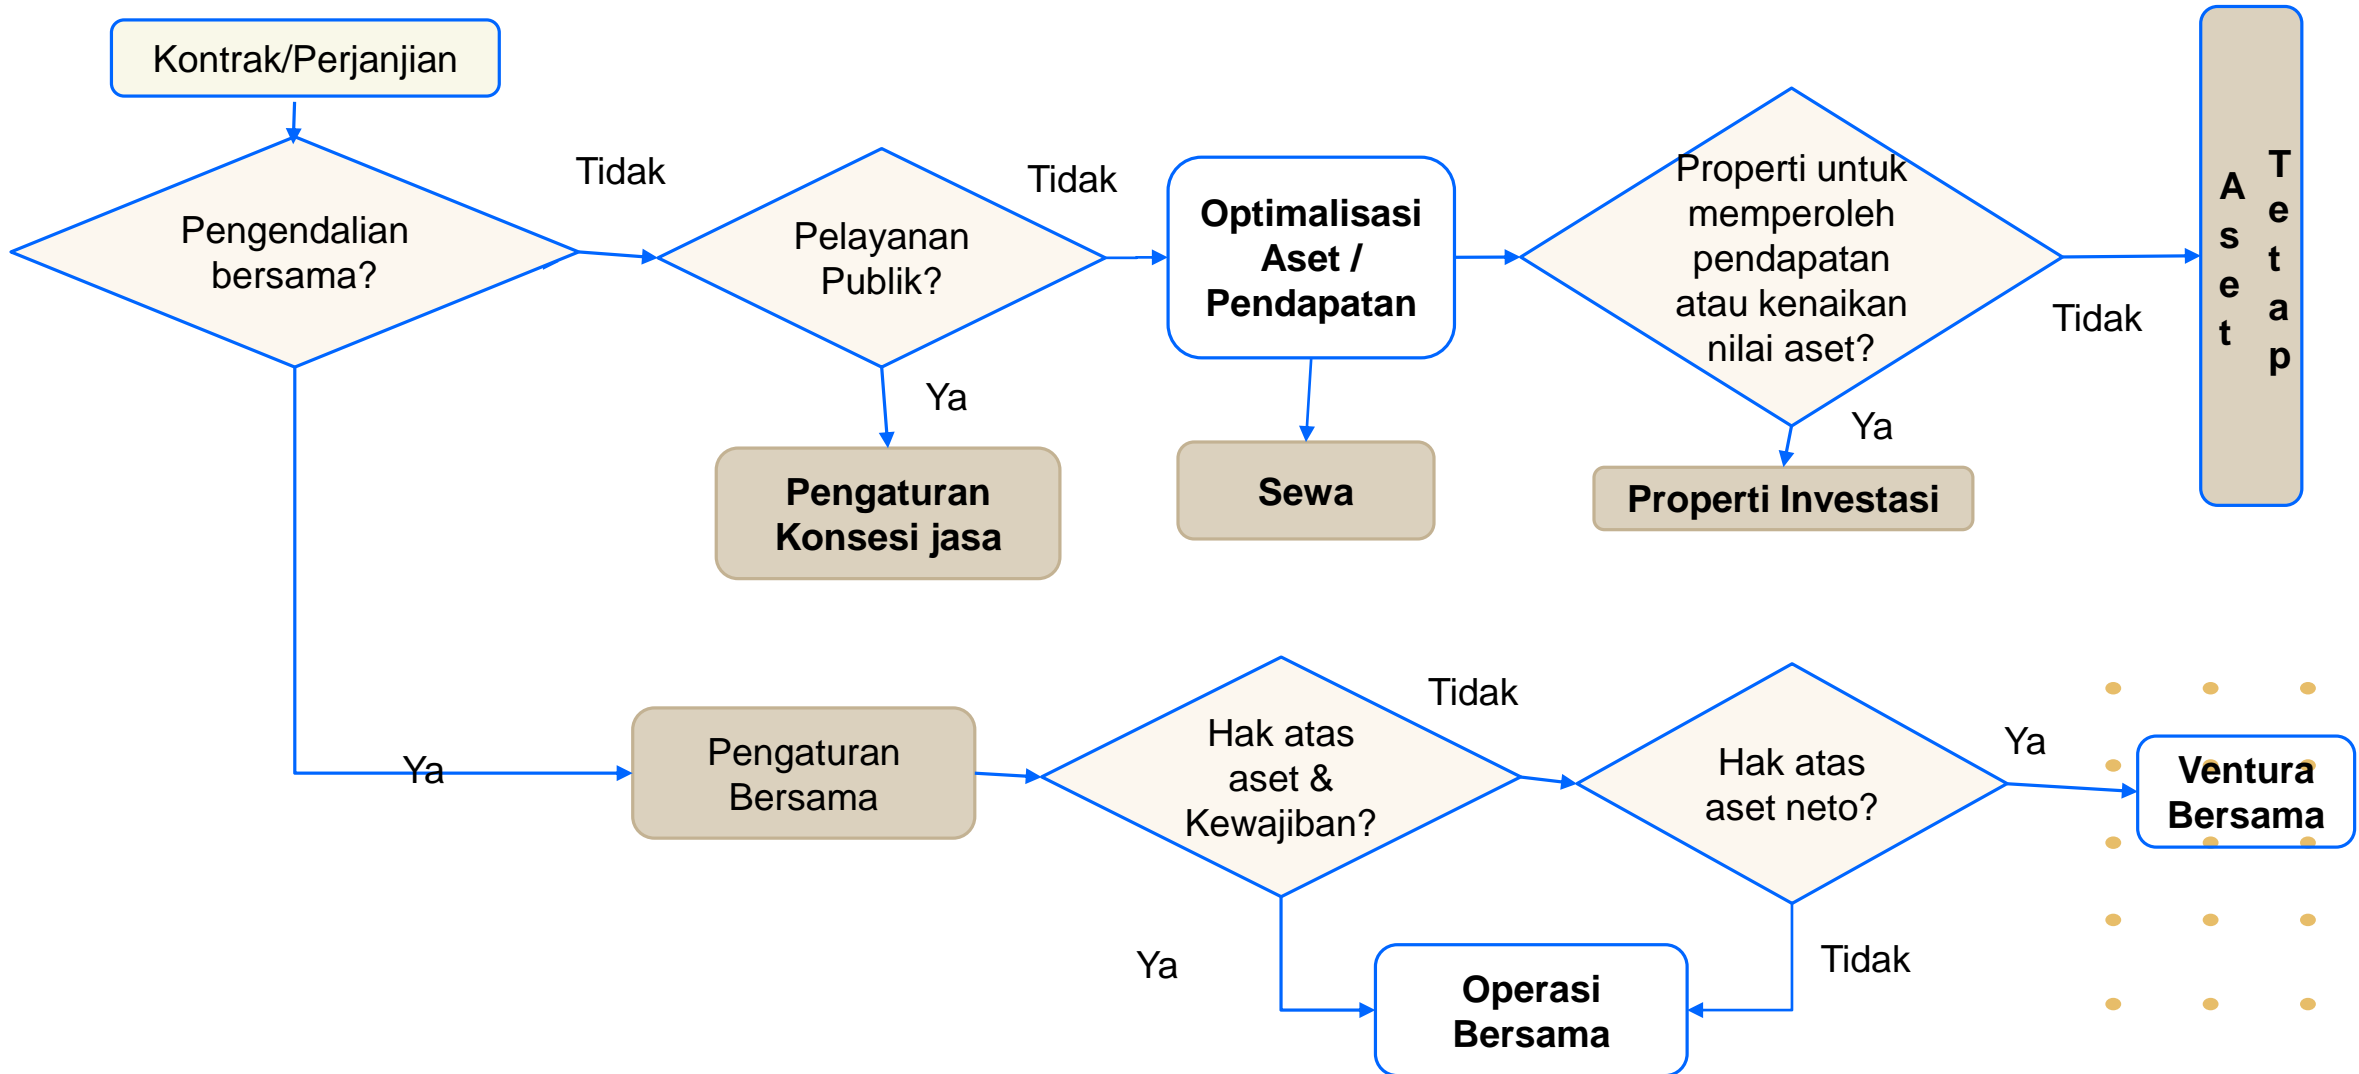 Kontrak/Perjanjian
Pengendalian
bersama?
Tidak
Pelayanan
Publik?
Tidak
Optimalisasi
Aset /
Pendapatan
Properti untuk
memperoleh
pendapatan
atau kenaikan
nilai aset?
Tidak
Aset
Tetap
Ya
Pengaturan
Konsesi jasa
Sewa
Ya
Properti Investasi
Ya
Pengaturan
Bersama
Hak atas
aset &
Kewajiban?
Tidak
Hak atas
aset neto?
Ya
Ventura
Bersama
Ya
Operasi
Bersama
Tidak